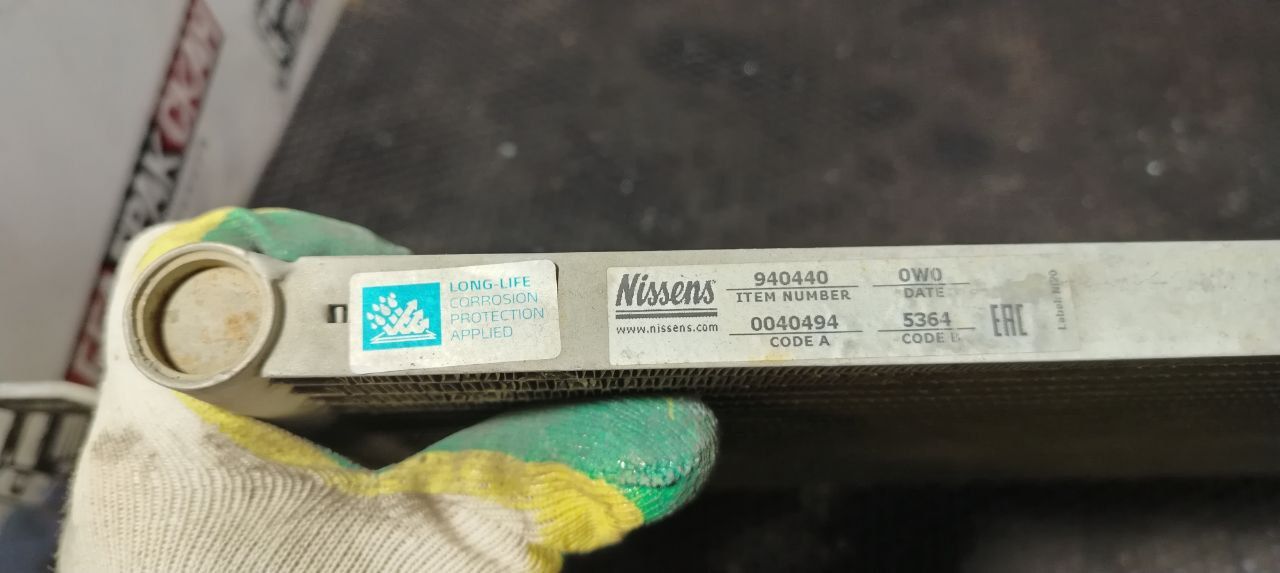 LONG-LIFE
CORROSION
PROTECTION
APPLIED
Nissens
www.nissens.com
940440
ITEM NUMBER
0040494
CODE A
0W0
DATE
5364
CODE B
EAC